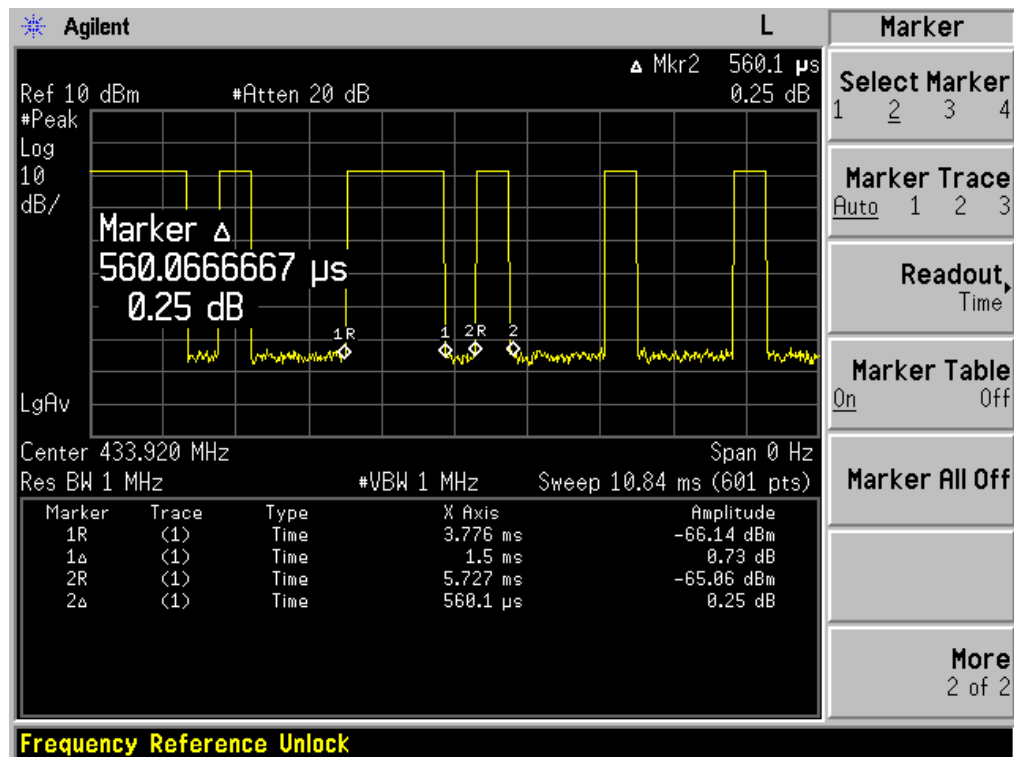 Agilent L Marker
Δ Mkr2 560.1 µs
Ref 10 dBm #Atten 20 dB 0.25 dB
#Peak
Log
10
dB/
Marker Δ
560.0666667 µs
0.25 dB
1R 1 2R 2
LgAv
Center 433.920 MHz Span 0 Hz
Res BW 1 MHz #VBW 1 MHz Sweep 10.84 ms (601 pts)
Marker Trace Type X Axis Amplitude
1R (1) Time 3.776 ms -66.14 dBm
1Δ (1) Time 1.5 ms 0.73 dB
2R (1) Time 5.727 ms -65.06 dBm
2Δ (1) Time 560.1 µs 0.25 dB
Select Marker
1 2 3 4
Marker Trace
Auto 1 2 3
Readout
Time
Marker Table
On Off
Marker All Off
More
2 of 2
Frequency Reference Unlock